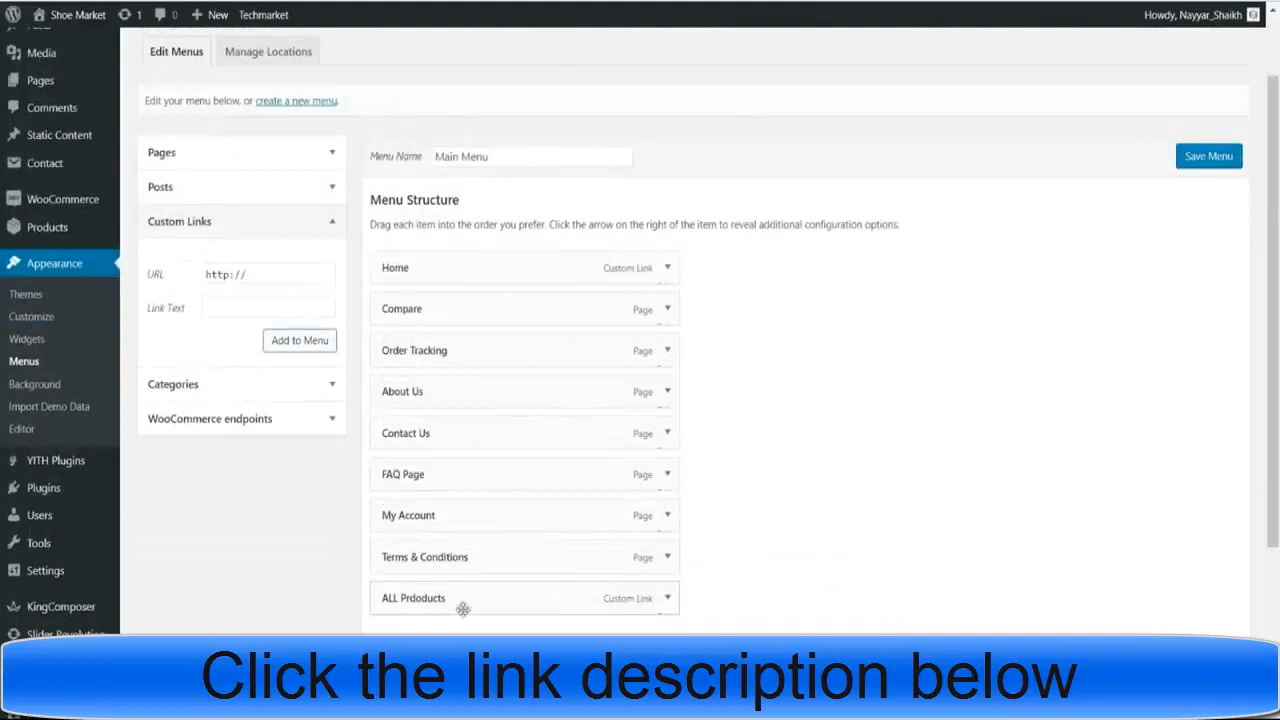 Shoe Market 1 0 New Techmarket Howdy, Nayyar_Shaikh
Media
Pages
Comments
Static Content
Contact
WooCommerce
Products
Appearance
Themes
Customize
Widgets
Menus
Background
Import Demo Data
Editor
YITH Plugins
Plugins
Users
Tools
Settings
KingComposer
Slider Revolution
Edit Menus Manage Locations
Edit your menu below, or create a new menu.
Pages
Posts
Custom Links
URL http://
Link Text
Add to Menu
Categories
WooCommerce endpoints
Menu Name Main Menu Save Menu
Menu Structure
Drag each item into the order you prefer. Click the arrow on the right of the item to reveal additional configuration options.
Home Custom Link
Compare Page
Order Tracking Page
About Us Page
Contact Us Page
FAQ Page Page
My Account Page
Terms & Conditions Page
ALL Prdoducts Custom Link
Click the link description below